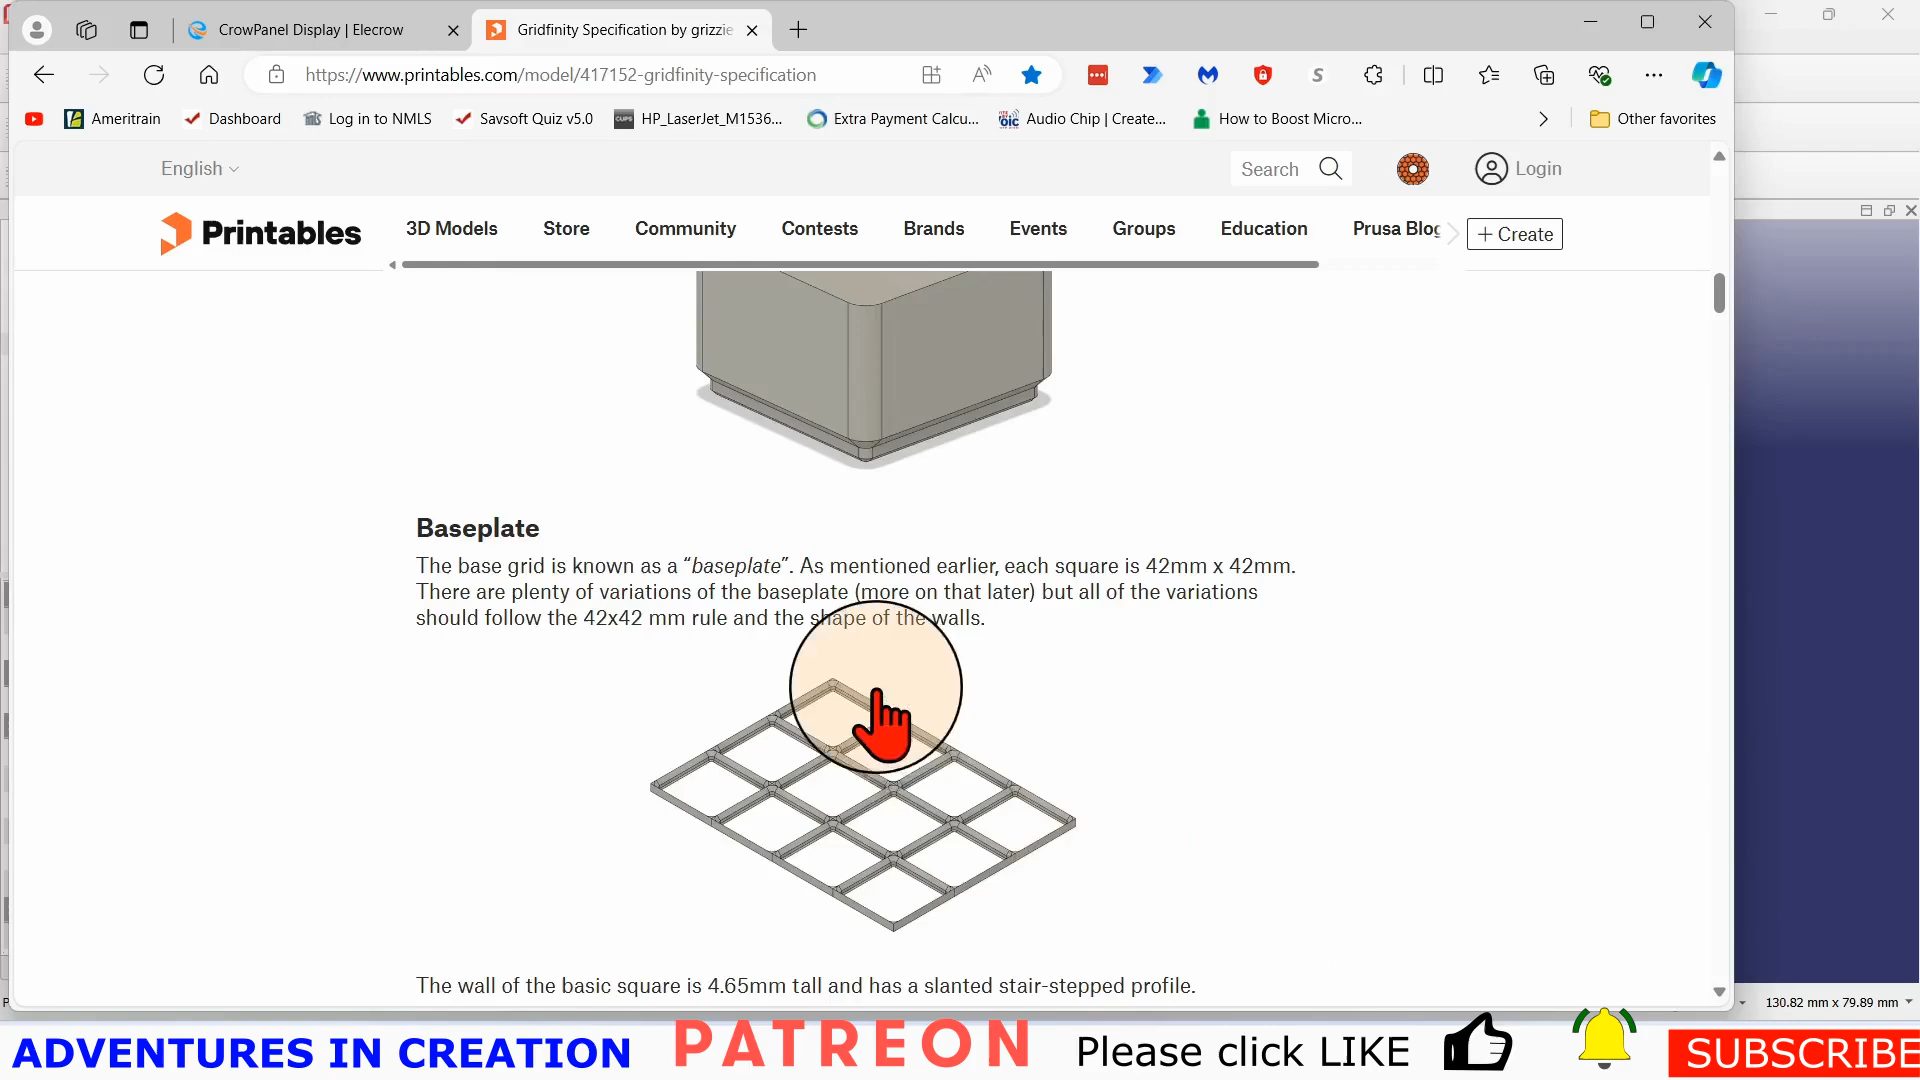 CrowPanel Display | Elecrow
Gridfinity Specification by grizzie
https://www.printables.com/model/417152-gridfinity-specification
Ameritrain
Dashboard
Log in to NMLS
Savsoft Quiz v5.0
CUPS
HP_LaserJet_M1536...
Extra Payment Calcu...
Audio Chip | Create...
How to Boost Micro...
Other favorites
English
Search
Login
Printables
3D Models
Store
Community
Contests
Brands
Events
Groups
Education
Prusa Blog
+ Create
Baseplate
The base grid is known as a “baseplate”. As mentioned earlier, each square is 42mm x 42mm.
There are plenty of variations of the baseplate (more on that later) but all of the variations
should follow the 42x42 mm rule and the shape of the walls.
The wall of the basic square is 4.65mm tall and has a slanted stair-stepped profile.
130.82 mm x 79.89 mm
ADVENTURES IN CREATION
PATREON
Please click LIKE
SUBSCRIBE